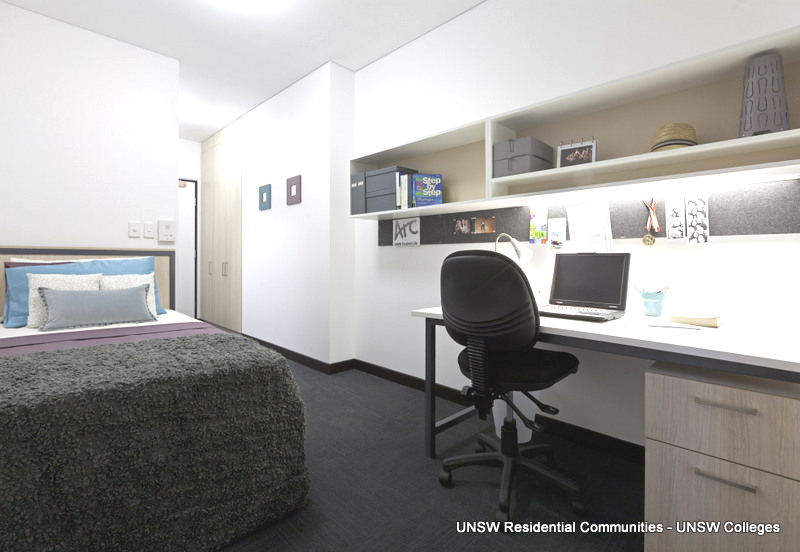 Step
by
Step
Arc
UNSW Residential Communities - UNSW Colleges